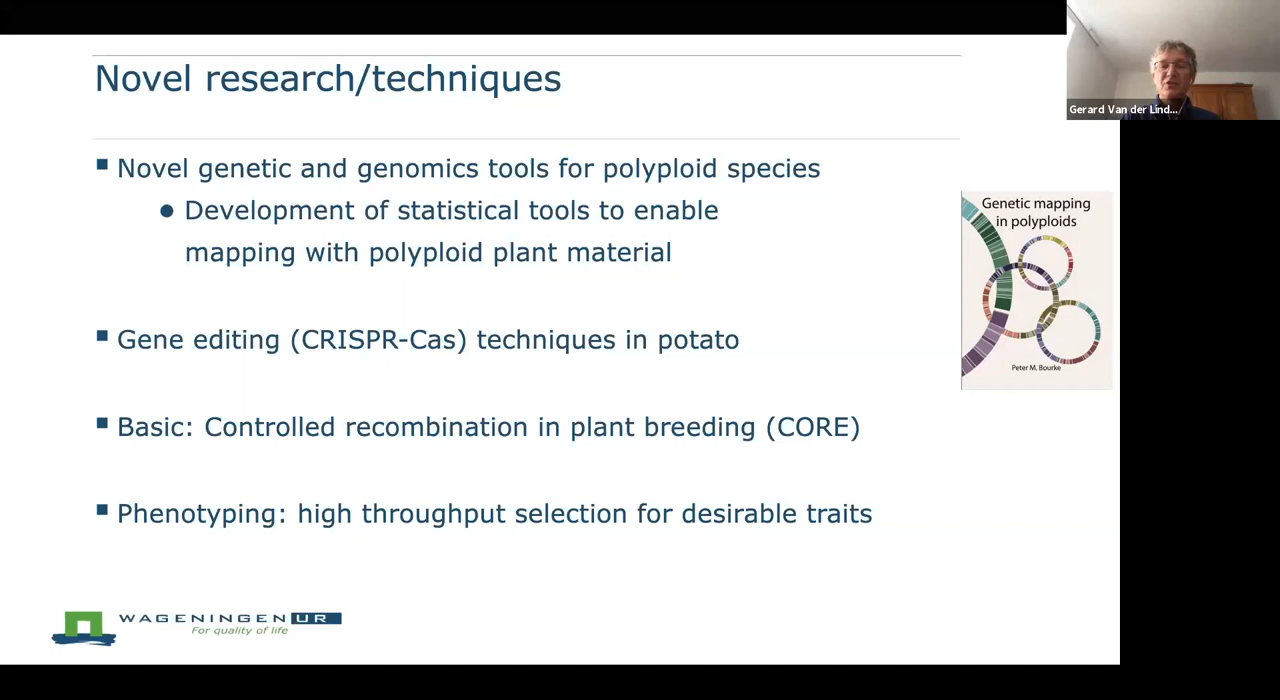 Novel research/techniques
Gerard Van der Lind...
▪ Novel genetic and genomics tools for polyploid species
● Development of statistical tools to enable
mapping with polyploid plant material
Genetic mapping
in polyploids
▪ Gene editing (CRISPR-Cas) techniques in potato
Peter M. Bourke
▪ Basic: Controlled recombination in plant breeding (CORE)
▪ Phenotyping: high throughput selection for desirable traits
WAGENINGEN UR
For quality of life